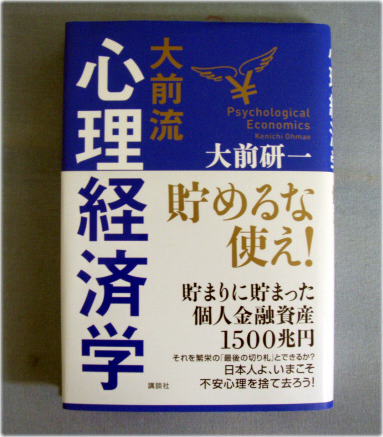 大前流
心理経済学
Psychological
Economics
Kenichi Ohmae
大前研一
貯めるな
使え!
貯まりに貯まった
個人金融資産
1500兆円
それを繁栄の「最後の切り札」とできるか?
日本人よ、いまこそ
不安心理を捨て去ろう!
講談社